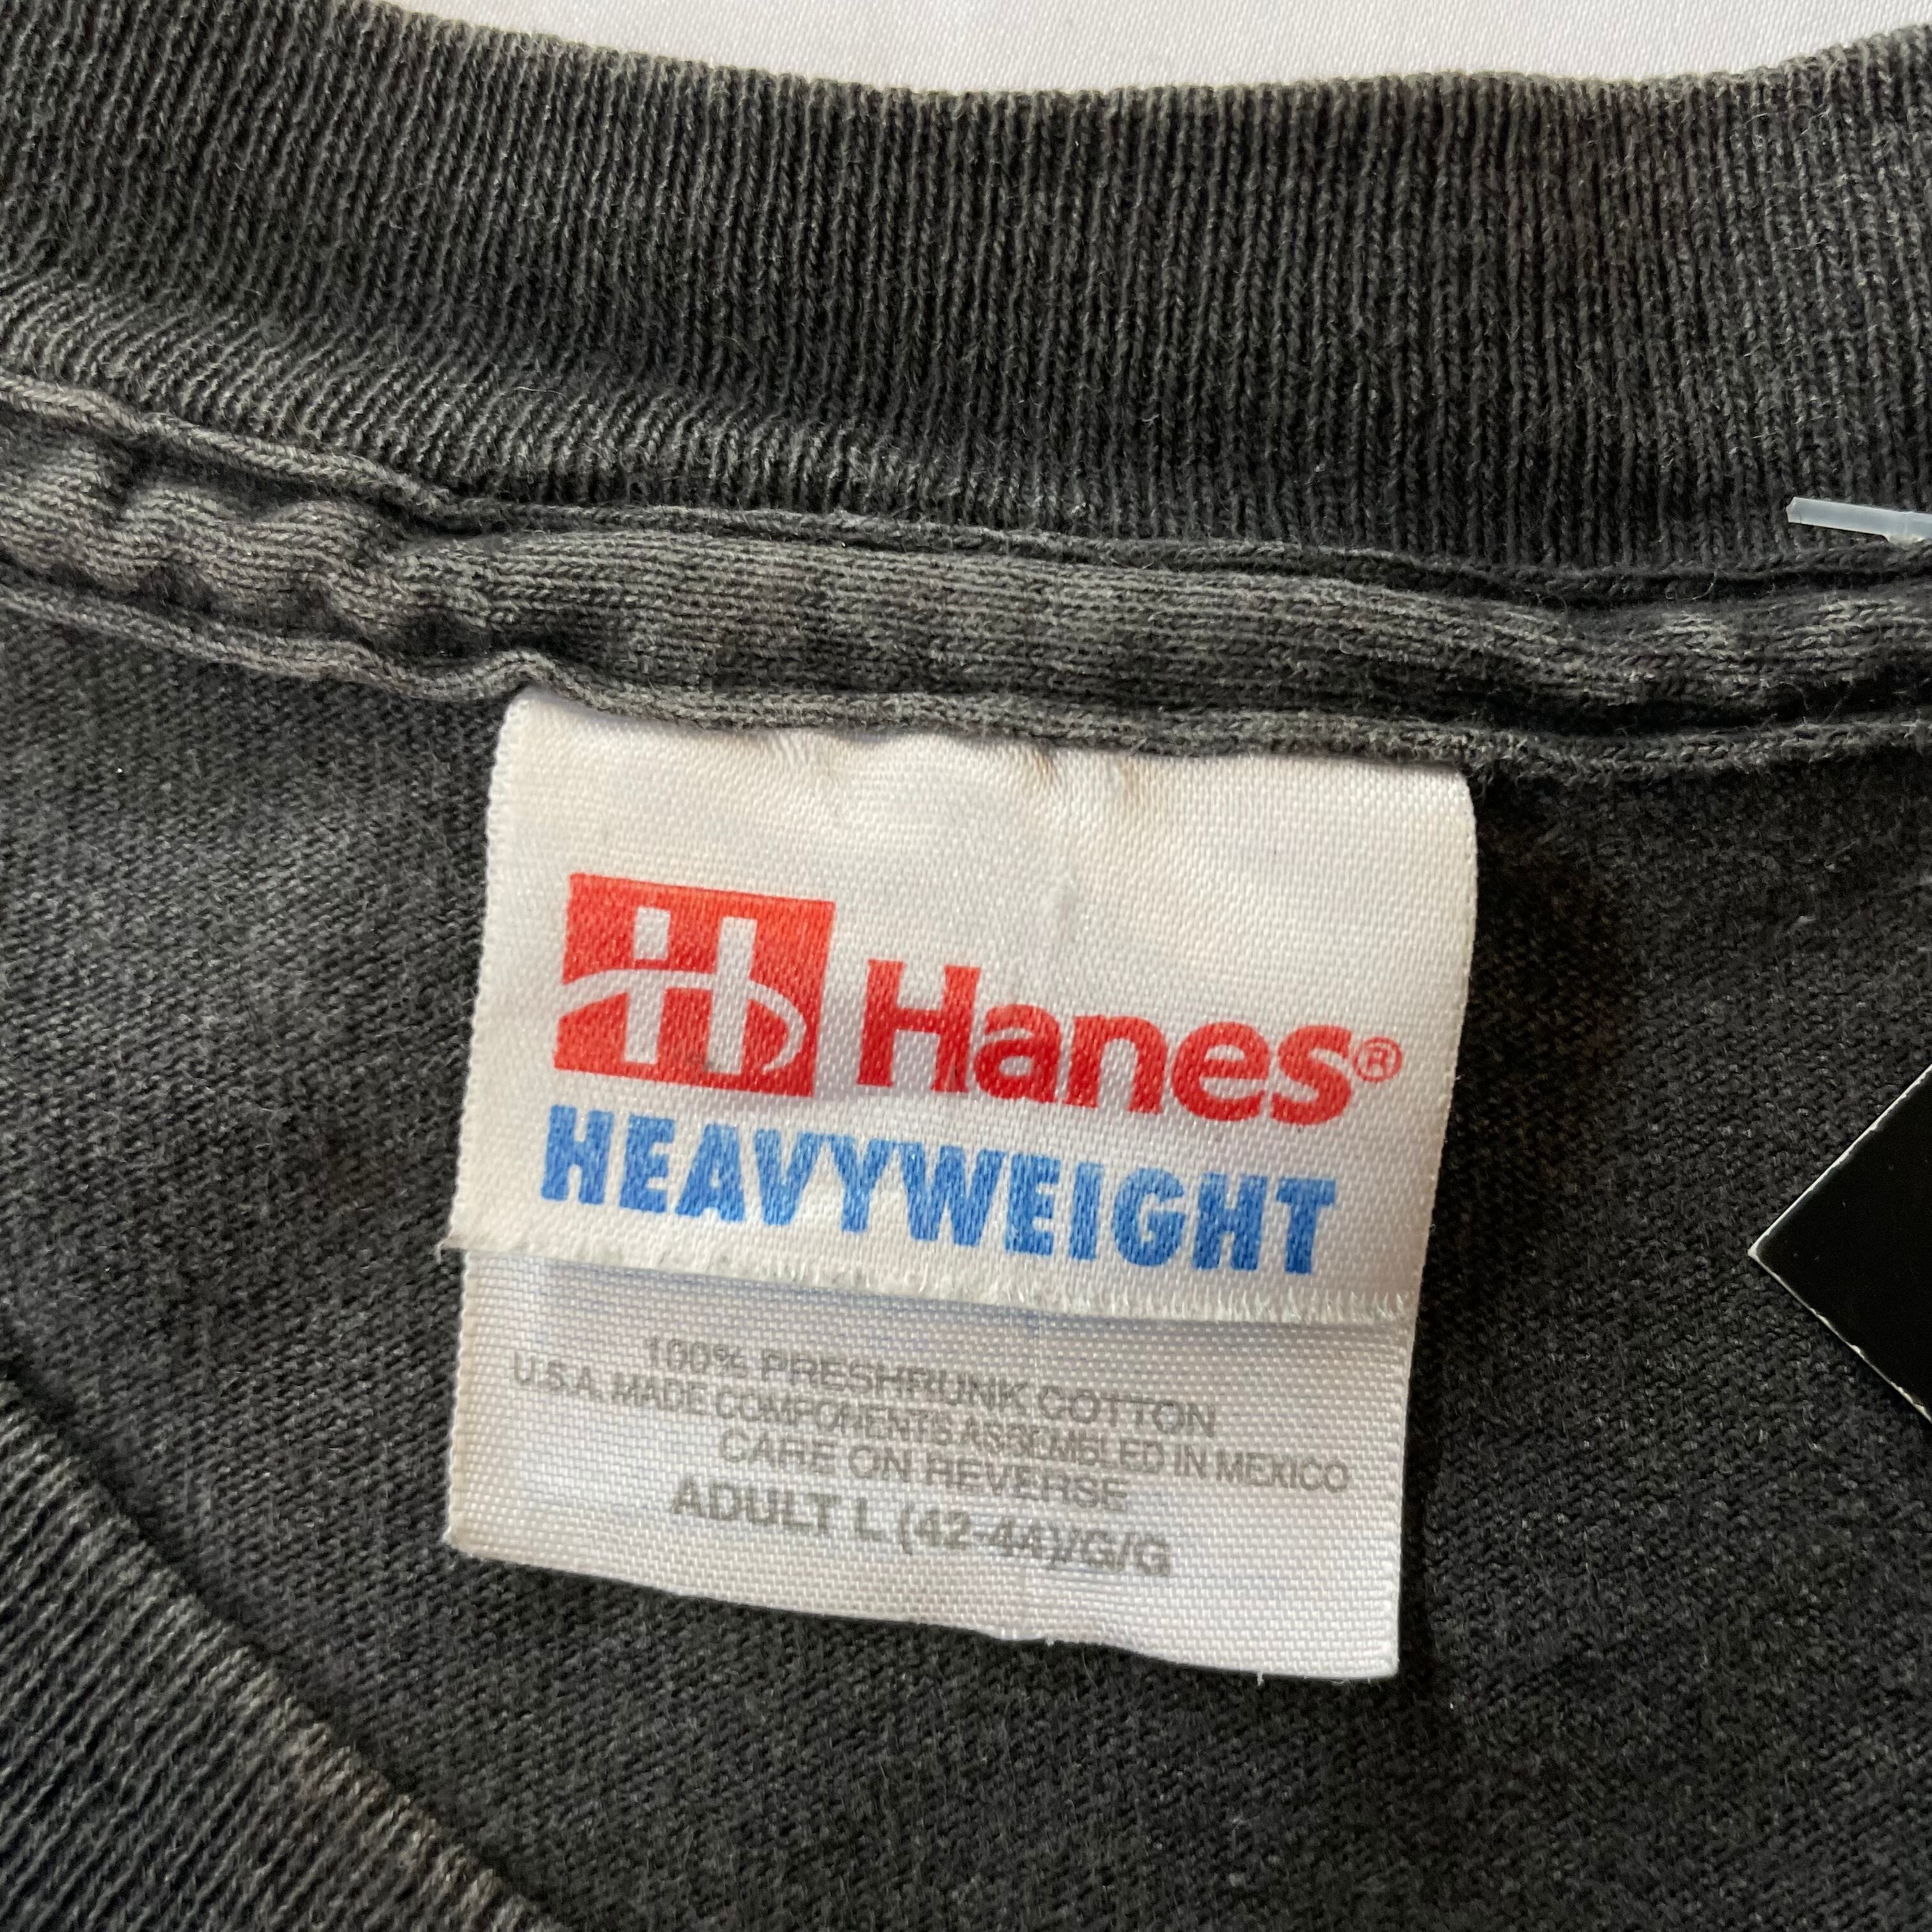 H Hanes®
HEAVYWEIGHT
100% PRESHRUNK COTTON
U.S.A. MADE COMPONENTS ASSEMBLED IN MEXICO
CARE ON REVERSE
ADULT L (42-44)/G/G